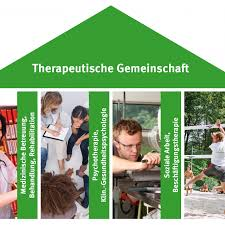 Therapeutische Gemeinschaft
Medizinische Betreuung,
Behandlung, Rehabilitation
Psychotherapie,
Klin.-Gesundheitspsychologie
Soziale Arbeit,
Beschäftigungstherapie